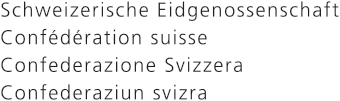 Schweizerische Eidgenossenschaft
Confédération suisse
Confederazione Svizzera
Confederaziun svizra